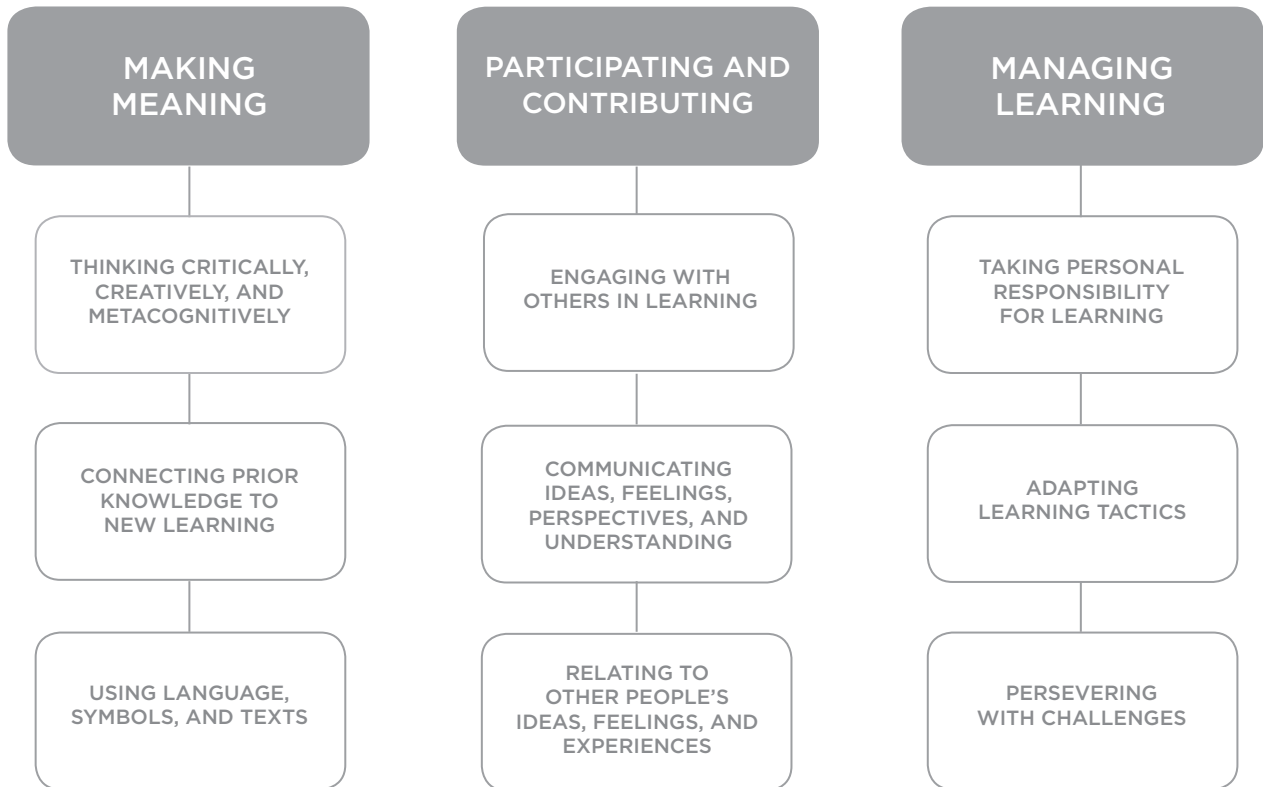 MAKING
MEANING
THINKING CRITICALLY,
CREATIVELY, AND
METACOGNITIVELY
CONNECTING PRIOR
KNOWLEDGE TO
NEW LEARNING
USING LANGUAGE,
SYMBOLS, AND TEXTS
PARTICIPATING AND
CONTRIBUTING
ENGAGING WITH
OTHERS IN LEARNING
COMMUNICATING
IDEAS, FEELINGS,
PERSPECTIVES, AND
UNDERSTANDING
RELATING TO
OTHER PEOPLE’S
IDEAS, FEELINGS, AND
EXPERIENCES
MANAGING
LEARNING
TAKING PERSONAL
RESPONSIBILITY
FOR LEARNING
ADAPTING
LEARNING TACTICS
PERSEVERING
WITH CHALLENGES